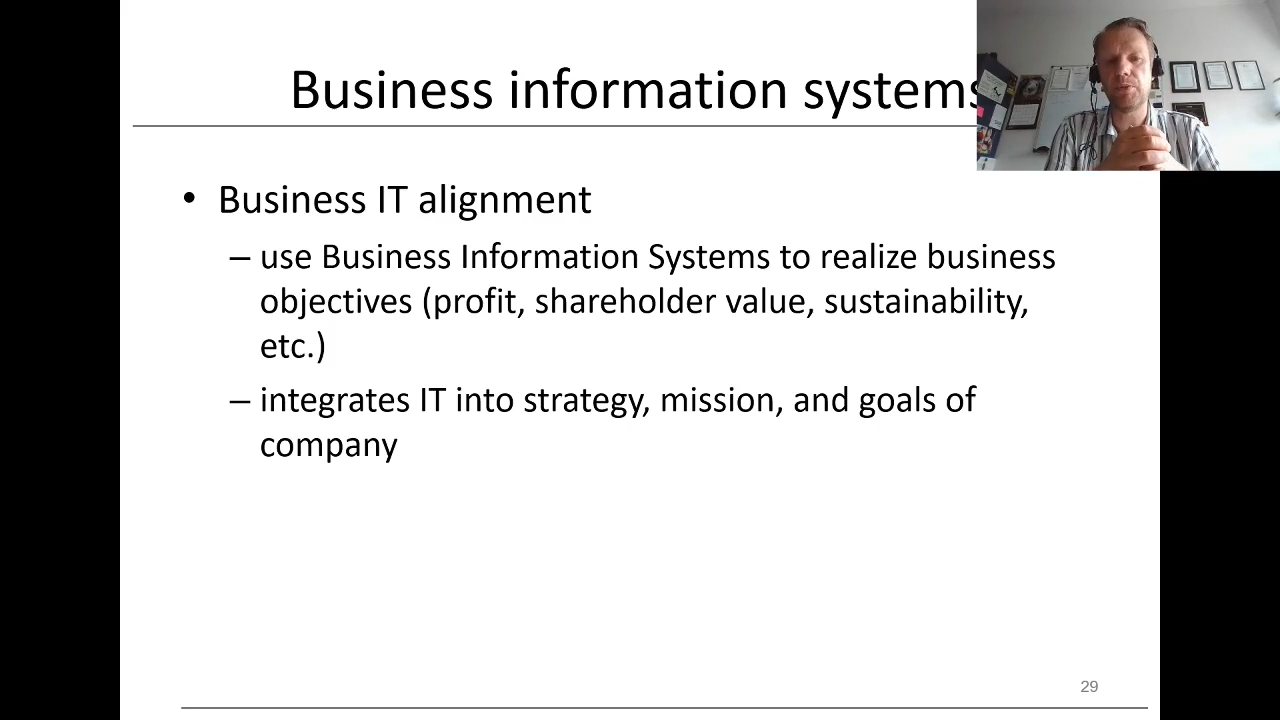 Business information systems
• Business IT alignment
– use Business Information Systems to realize business
objectives (profit, shareholder value, sustainability,
etc.)
– integrates IT into strategy, mission, and goals of
company
29